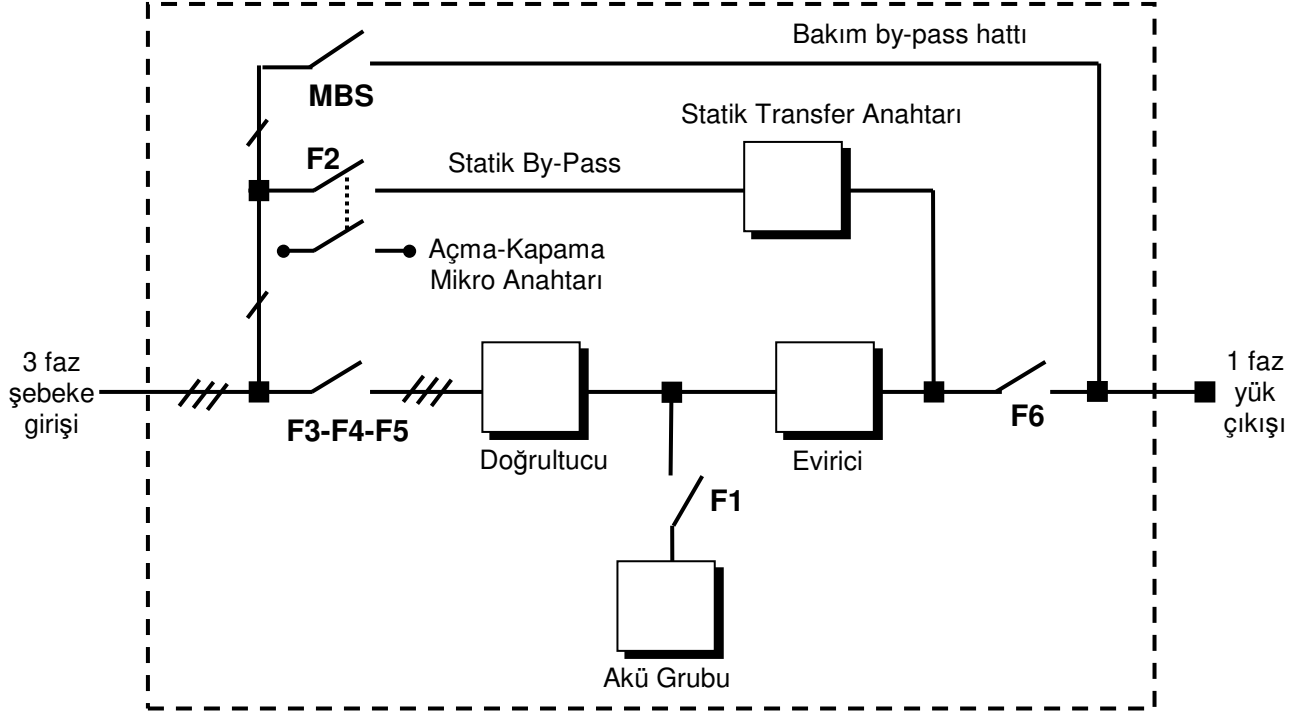 Bakım by-pass hattı
MBS
Statik Transfer Anahtarı
F2
Statik By-Pass
Açma-Kapama
Mikro Anahtarı
3 faz
şebeke
girişi
F3-F4-F5
Doğrultucu
Evirici
F6
1 faz
yük
çıkışı
F1
Akü Grubu